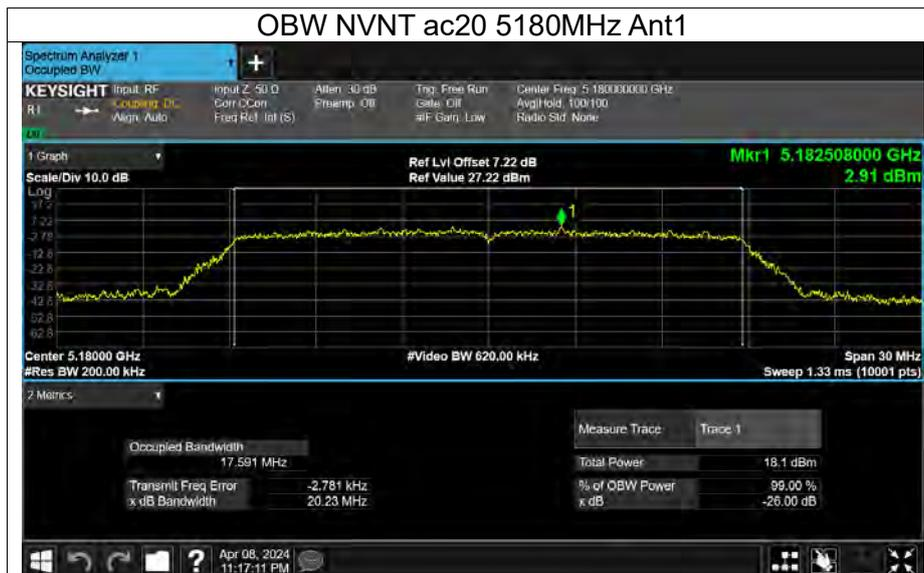 OBW NVNT ac20 5180MHz Ant1
Spectrum Analyzer 1
Occupied BW
KEYSIGHT Input: RF
Coupling: DC
Align: Auto
Input Z: 50 Ω
Corr CCorr
Freq Ref: Int (S)
Atten: 30 dB
Preamp: Off
Trig: Free Run
Gate: Off
#IF Gain: Low
Center Freq: 5.180000000 GHz
Avg|Hold: 100/100
Radio Std: None
1 Graph
Scale/Div 10.0 dB
Ref Lvl Offset 7.22 dB
Ref Value 27.22 dBm
Mkr1 5.182508000 GHz
2.91 dBm
Log
17.2
7.22
-2.78
-12.8
-22.8
-32.8
-42.8
-52.8
-62.8
1
Center 5.18000 GHz
#Video BW 620.00 kHz
Span 30 MHz
#Res BW 200.00 kHz
Sweep 1.33 ms (10001 pts)
2 Metrics
Measure Trace Trace 1
Occupied Bandwidth
17.591 MHz
Total Power 18.1 dBm
Transmit Freq Error -2.781 kHz
% of OBW Power 99.00 %
x dB Bandwidth 20.23 MHz
x dB -26.00 dB
Apr 08, 2024
11:17:11 PM